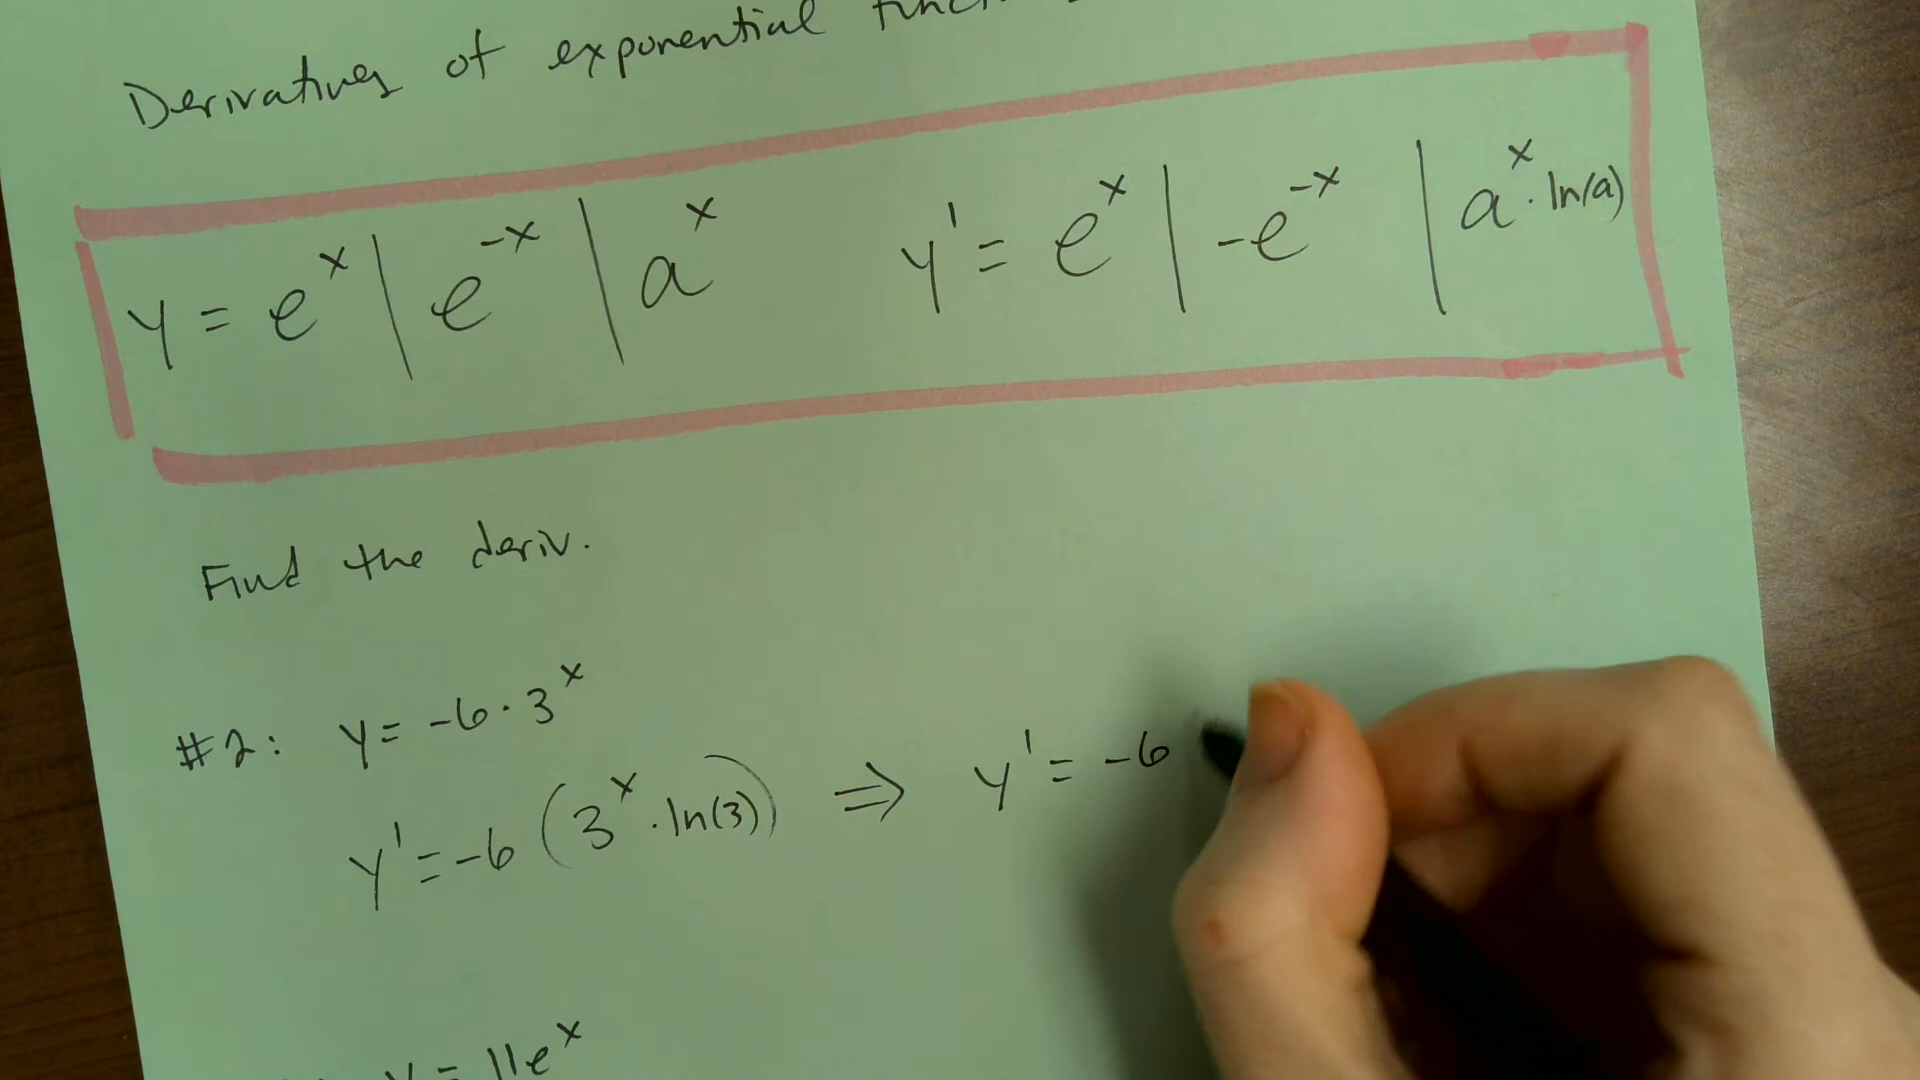 Derivatives of exponential
y = e^x | e^-x | a^x y' = e^x | -e^-x | a^x · ln(a)
Find the deriv.
#2: y = -6 · 3^x
y' = -6 (3^x · ln(3)) ⇒ y' = -6
y = 11e^x